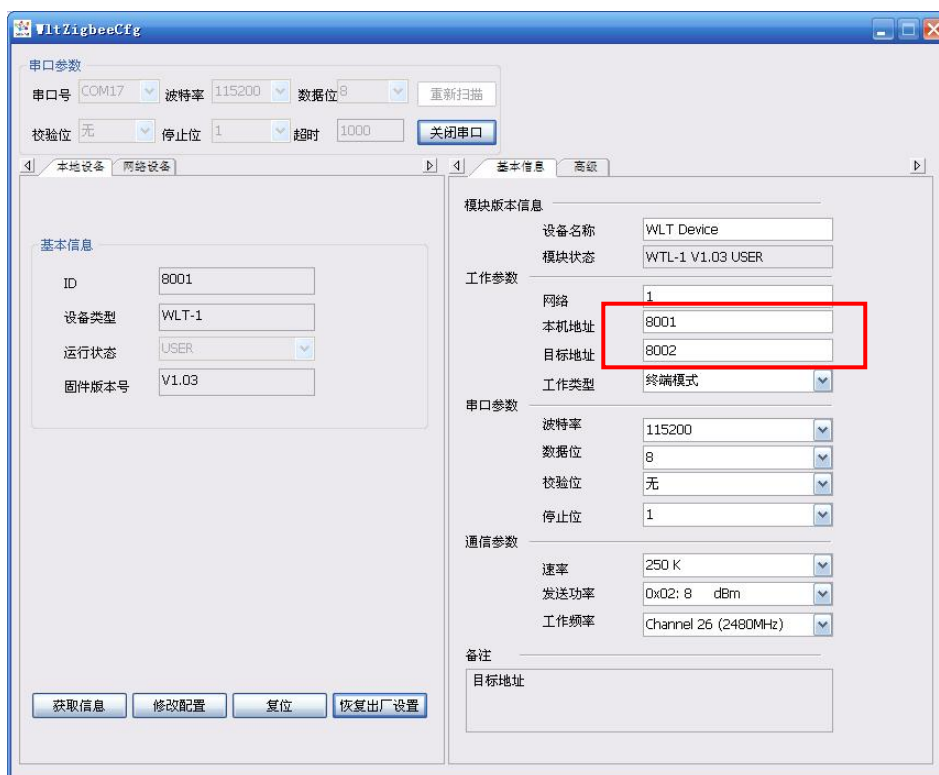 WltZigbeeCfg
串口参数
串口号 COM17 波特率 115200 数据位 8 重新扫描
校验位 无 停止位 1 超时 1000 关闭串口
本地设备 网络设备
基本信息 高级
基本信息
ID 8001
设备类型 WLT-1
运行状态 USER
固件版本号 V1.03
获取信息 修改配置 复位 恢复出厂设置
模块版本信息
设备名称 WLT Device
模块状态 WTL-1 V1.03 USER
工作参数
网络 1
本机地址 8001
目标地址 8002
工作类型 终端模式
串口参数
波特率 115200
数据位 8
校验位 无
停止位 1
通信参数
速率 250 K
发送功率 0x02: 8 dBm
工作频率 Channel 26 (2480MHz)
备注
目标地址